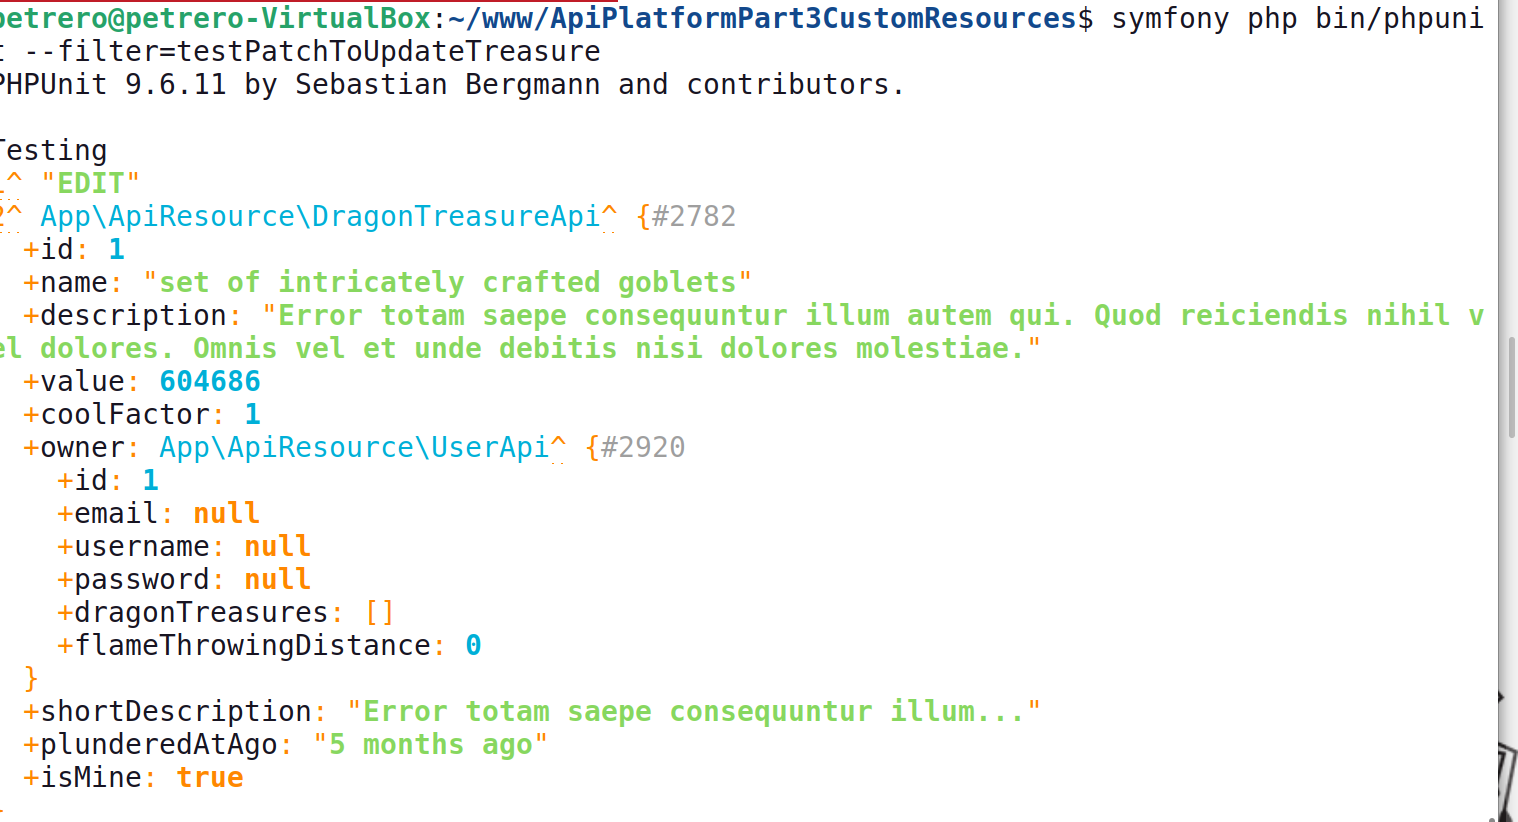 petrero@petrero-VirtualBox:~/www/ApiPlatformPart3CustomResources$ symfony php bin/phpuni
t --filter=testPatchToUpdateTreasure
PHPUnit 9.6.11 by Sebastian Bergmann and contributors.
Testing
^ "EDIT"
2^ App\ApiResource\DragonTreasureApi^ {#2782
+id: 1
+name: "set of intricately crafted goblets"
+description: "Error totam saepe consequuntur illum autem qui. Quod reiciendis nihil v
el dolores. Omnis vel et unde debitis nisi dolores molestiae."
+value: 604686
+coolFactor: 1
+owner: App\ApiResource\UserApi^ {#2920
+id: 1
+email: null
+username: null
+password: null
+dragonTreasures: []
+flameThrowingDistance: 0
}
+shortDescription: "Error totam saepe consequuntur illum..."
+plunderedAtAgo: "5 months ago"
+isMine: true